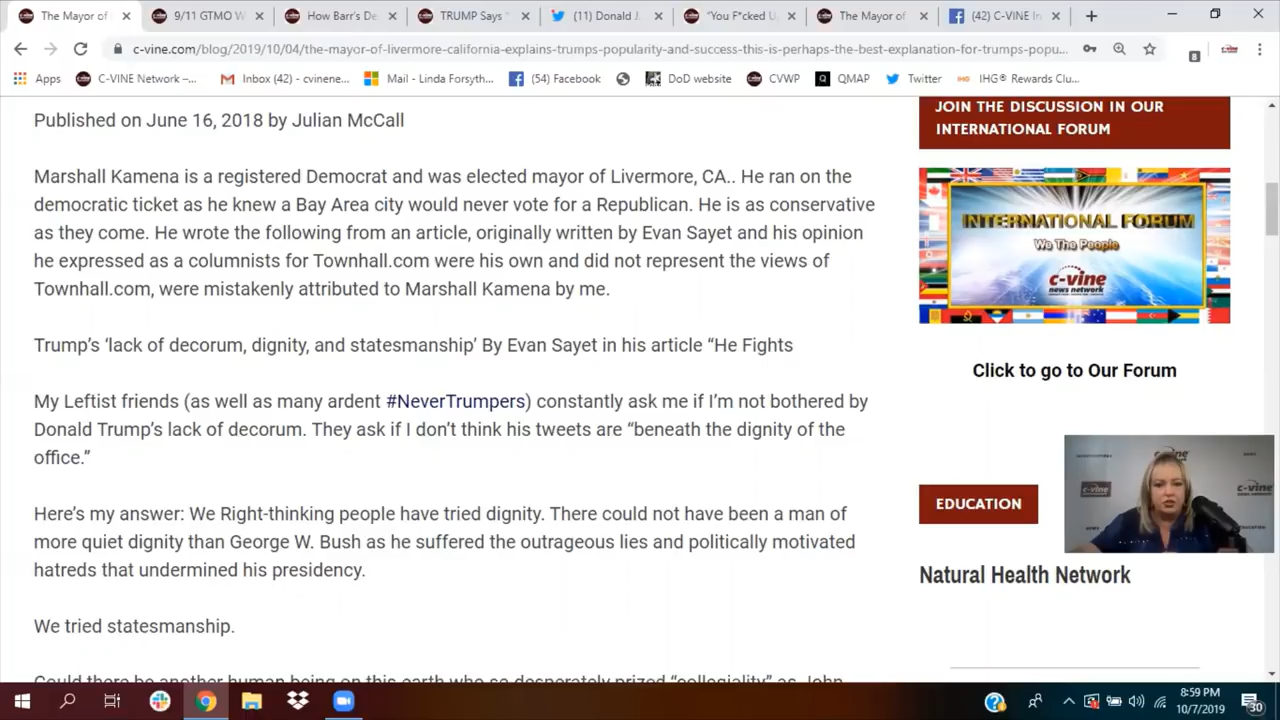 The Mayor of
9/11 GTMO W
How Barr's De
TRUMP Says "
(11) Donald J.
"You F*cked U
The Mayor of
(42) C-VINE In
c-vine.com/blog/2019/10/04/the-mayor-of-livermore-california-explains-trumps-popularity-and-success-this-is-perhaps-the-best-explanation-for-trumps-popu...
8
Apps
C-VINE Network –...
Inbox (42) - cvinene...
Mail - Linda Forsyth...
(54) Facebook
DoD website
CVWP
QMAP
Twitter
IHG® Rewards Clu...
Published on June 16, 2018 by Julian McCall
Marshall Kamena is a registered Democrat and was elected mayor of Livermore, CA.. He ran on the
democratic ticket as he knew a Bay Area city would never vote for a Republican. He is as conservative
as they come. He wrote the following from an article, originally written by Evan Sayet and his opinion
he expressed as a columnists for Townhall.com were his own and did not represent the views of
Townhall.com, were mistakenly attributed to Marshall Kamena by me.
Trump's 'lack of decorum, dignity, and statesmanship' By Evan Sayet in his article "He Fights
My Leftist friends (as well as many ardent #NeverTrumpers) constantly ask me if I'm not bothered by
Donald Trump's lack of decorum. They ask if I don't think his tweets are "beneath the dignity of the
office."
Here's my answer: We Right-thinking people have tried dignity. There could not have been a man of
more quiet dignity than George W. Bush as he suffered the outrageous lies and politically motivated
hatreds that undermined his presidency.
We tried statesmanship.
Could there be another human being on this earth who so desperately prized "collegiality" as John
JOIN THE DISCUSSION IN OUR
INTERNATIONAL FORUM
INTERNATIONAL FORUM
We The People
c-vine
news network
Click to go to Our Forum
EDUCATION
c-vine
c-vine
Natural Health Network
8:59 PM
10/7/2019
30